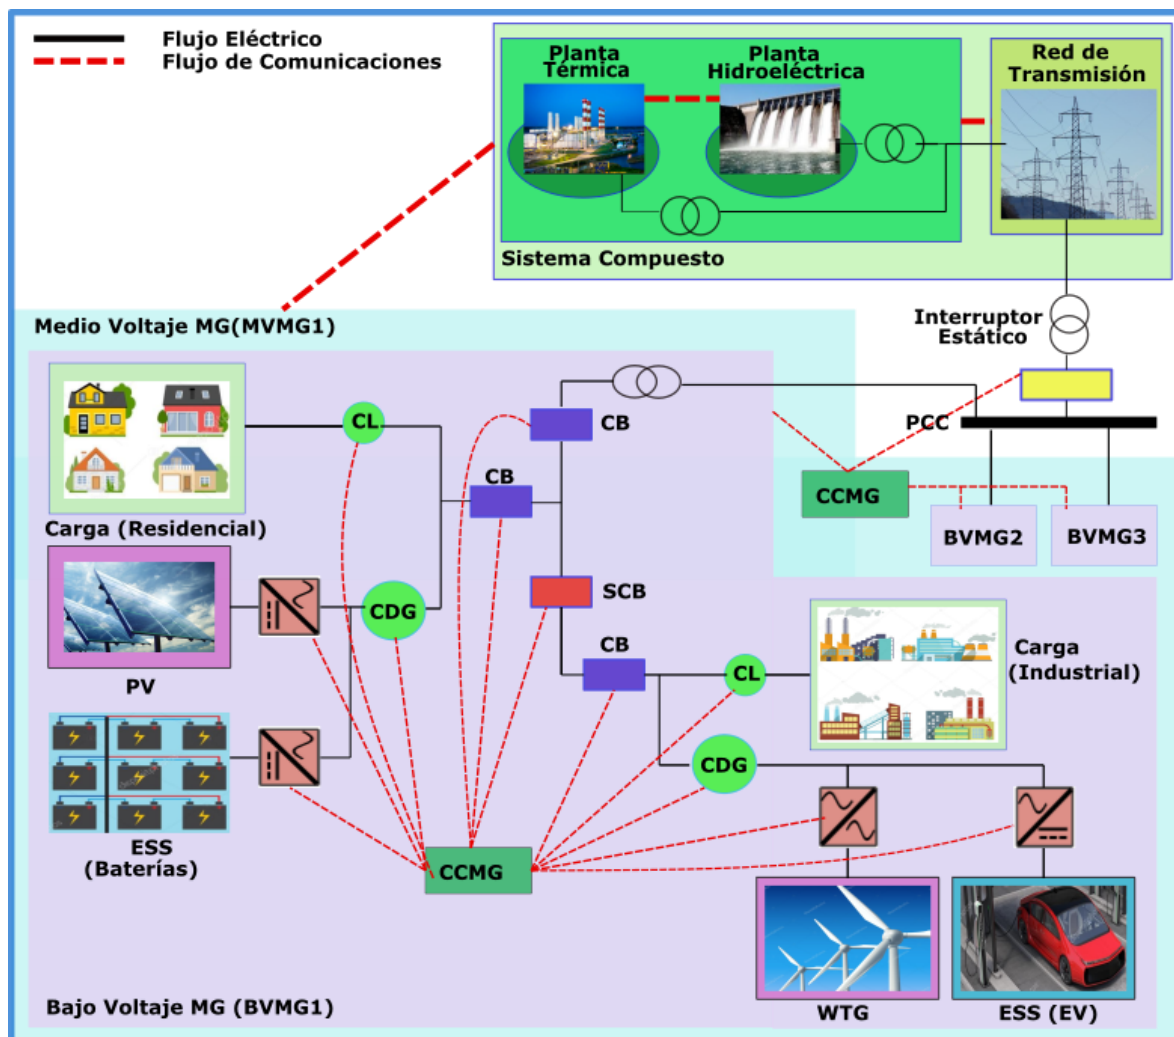 Flujo Eléctrico
Flujo de Comunicaciones
Planta
Térmica
Planta
Hidroeléctrica
Red de
Transmisión
Sistema Compuesto
Medio Voltaje MG(MVMG1)
Interruptor
Estático
PCC
CL
CB
CB
CCMG
BVMG2
BVMG3
Carga (Residencial)
SCB
CDG
CB
CL
Carga
(Industrial)
PV
CDG
ESS
(Baterías)
CCMG
WTG
ESS (EV)
Bajo Voltaje MG (BVMG1)